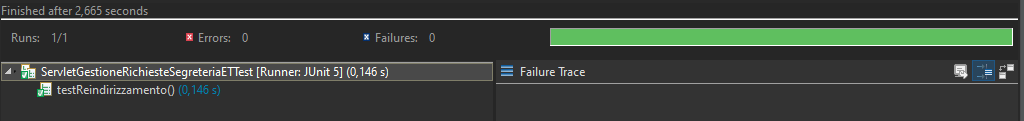 Finished after 2,665 seconds
Runs: 1/1 Errors: 0 Failures: 0
ServletGestioneRichiesteSegreteriaETTest [Runner: JUnit 5] (0,146 s)
Failure Trace
testReindirizzamento() (0,146 s)